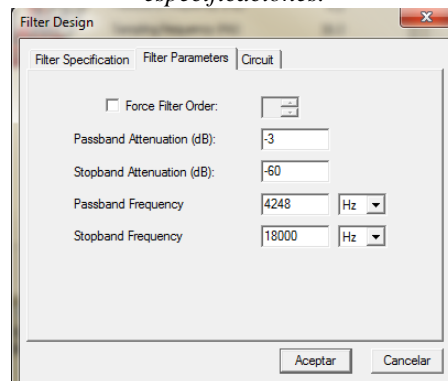 especificaciones.
Filter Design
Filter Specification Filter Parameters Circuit
Force Filter Order:
Passband Attenuation (dB): -3
Stopband Attenuation (dB): -60
Passband Frequency 4248 Hz
Stopband Frequency 18000 Hz
Aceptar Cancelar